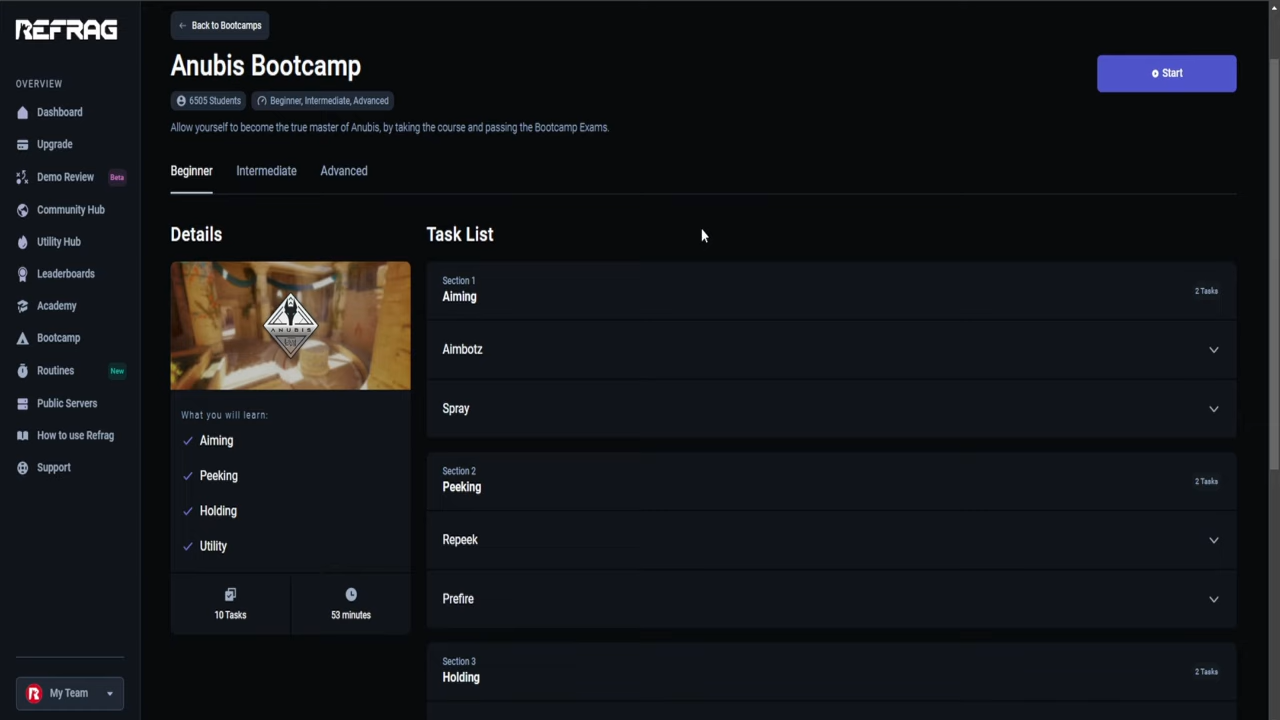 REFRAG
OVERVIEW
Dashboard
Upgrade
Demo Review Beta
Community Hub
Utility Hub
Leaderboards
Academy
Bootcamp
Routines New
Public Servers
How to use Refrag
Support
My Team
← Back to Bootcamps
Anubis Bootcamp
6505 Students
Beginner, Intermediate, Advanced
Allow yourself to become the true master of Anubis, by taking the course and passing the Bootcamp Exams.
Start
Beginner Intermediate Advanced
Details
ANUBIS
What you will learn:
Aiming
Peeking
Holding
Utility
10 Tasks
53 minutes
Task List
Section 1
Aiming
2 Tasks
Aimbotz
Spray
Section 2
Peeking
2 Tasks
Repeek
Prefire
Section 3
Holding
2 Tasks